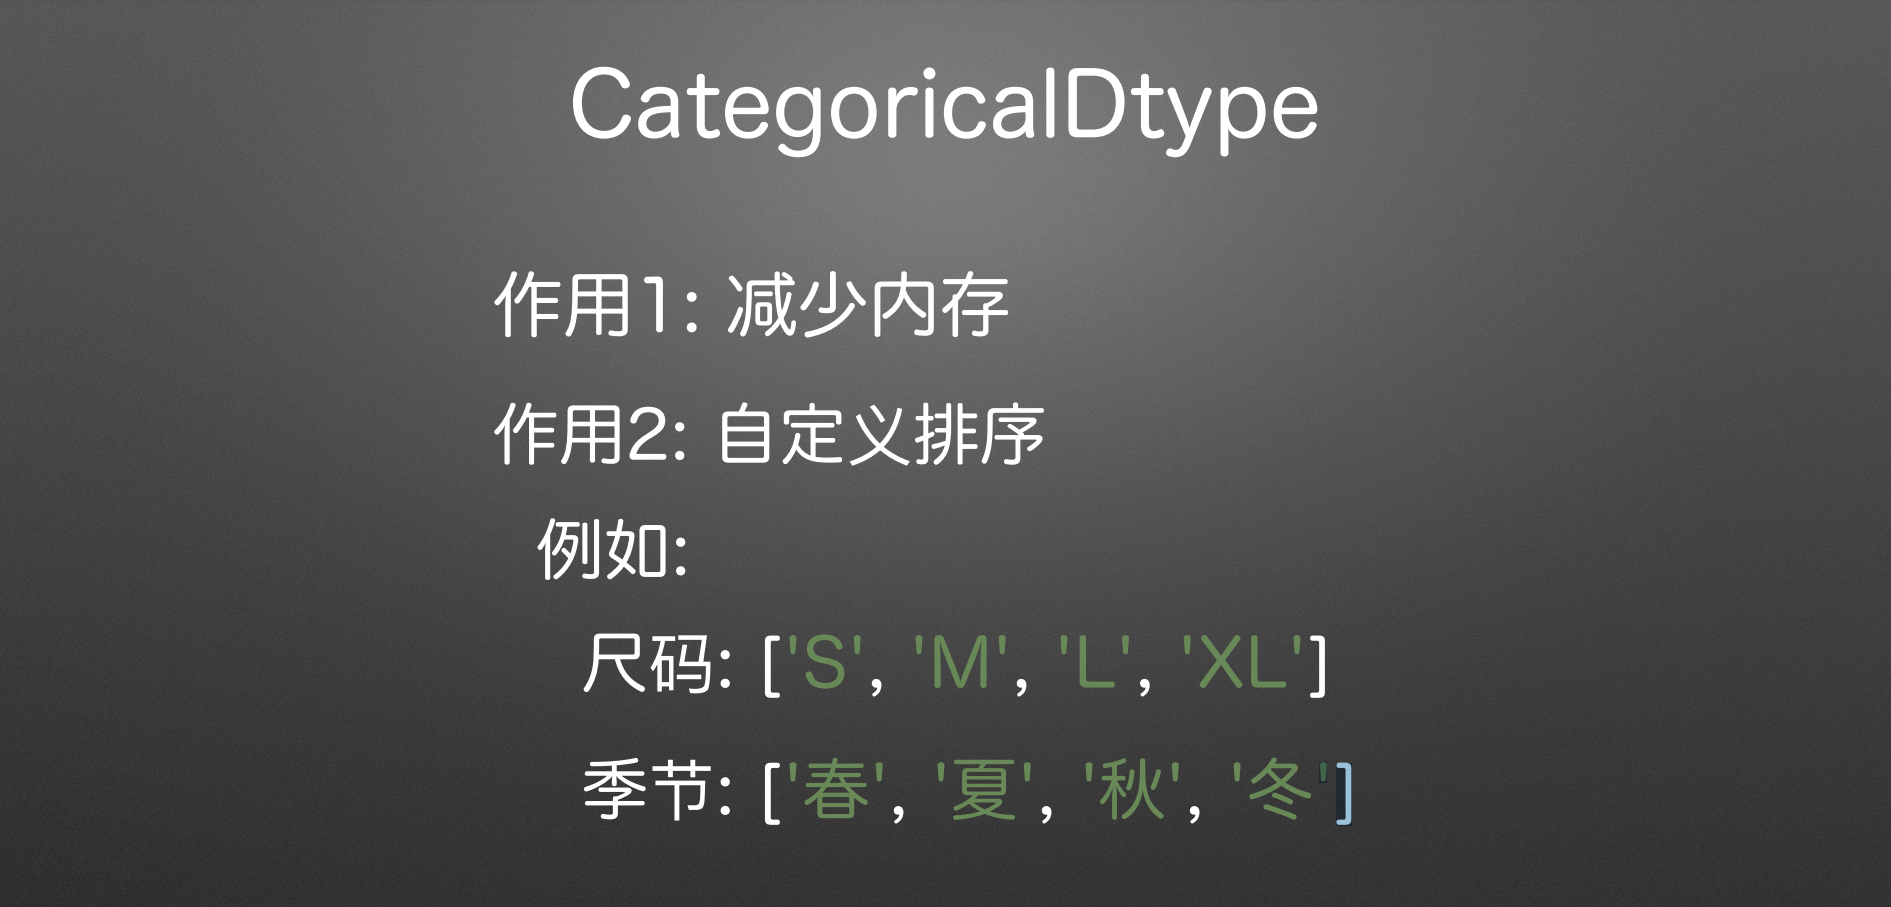 CategoricalDtype
作用1: 减少内存
作用2: 自定义排序
例如:
尺码: ['S', 'M', 'L', 'XL']
季节: ['春', '夏', '秋', '冬']